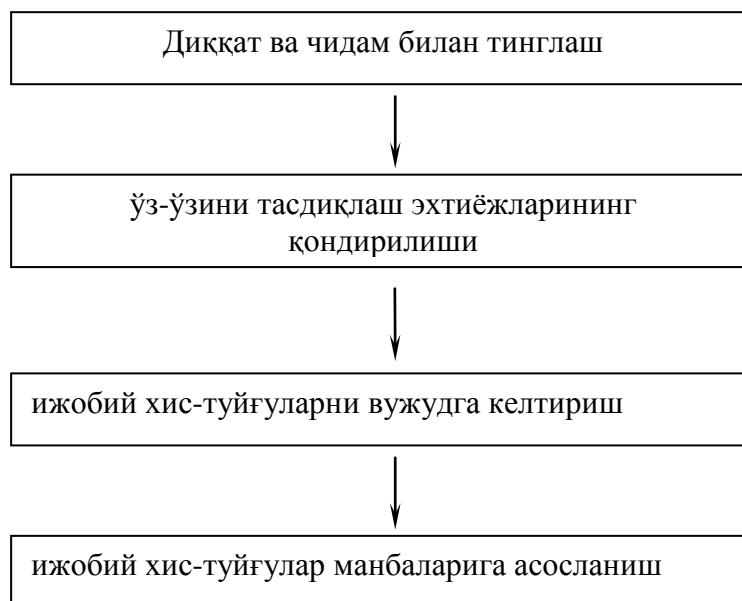 Диққат ва чидам билан тинглаш
ўз-ўзини тасдиқлаш эхтиёжларининг
қондирилиши
ижобий хис-туйғуларни вужудга келтириш
ижобий хис-туйғулар манбаларига асосланиш